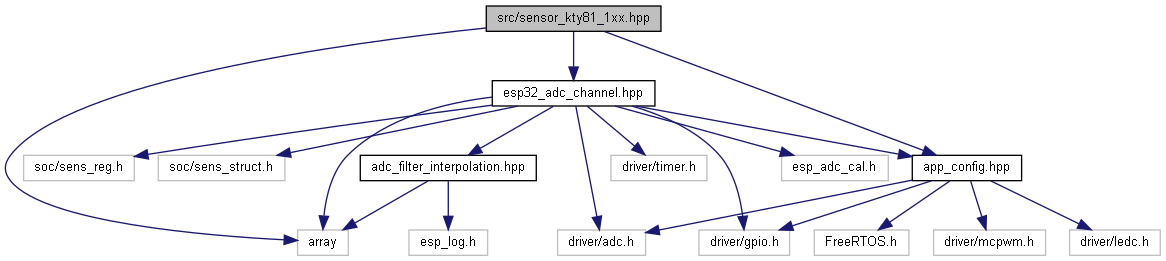 src/sensor_kty81_1xx.hpp
esp32_adc_channel.hpp
soc/sens_reg.h
soc/sens_struct.h
adc_filter_interpolation.hpp
driver/timer.h
esp_adc_cal.h
app_config.hpp
array
esp_log.h
driver/adc.h
driver/gpio.h
FreeRTOS.h
driver/mcpwm.h
driver/ledc.h